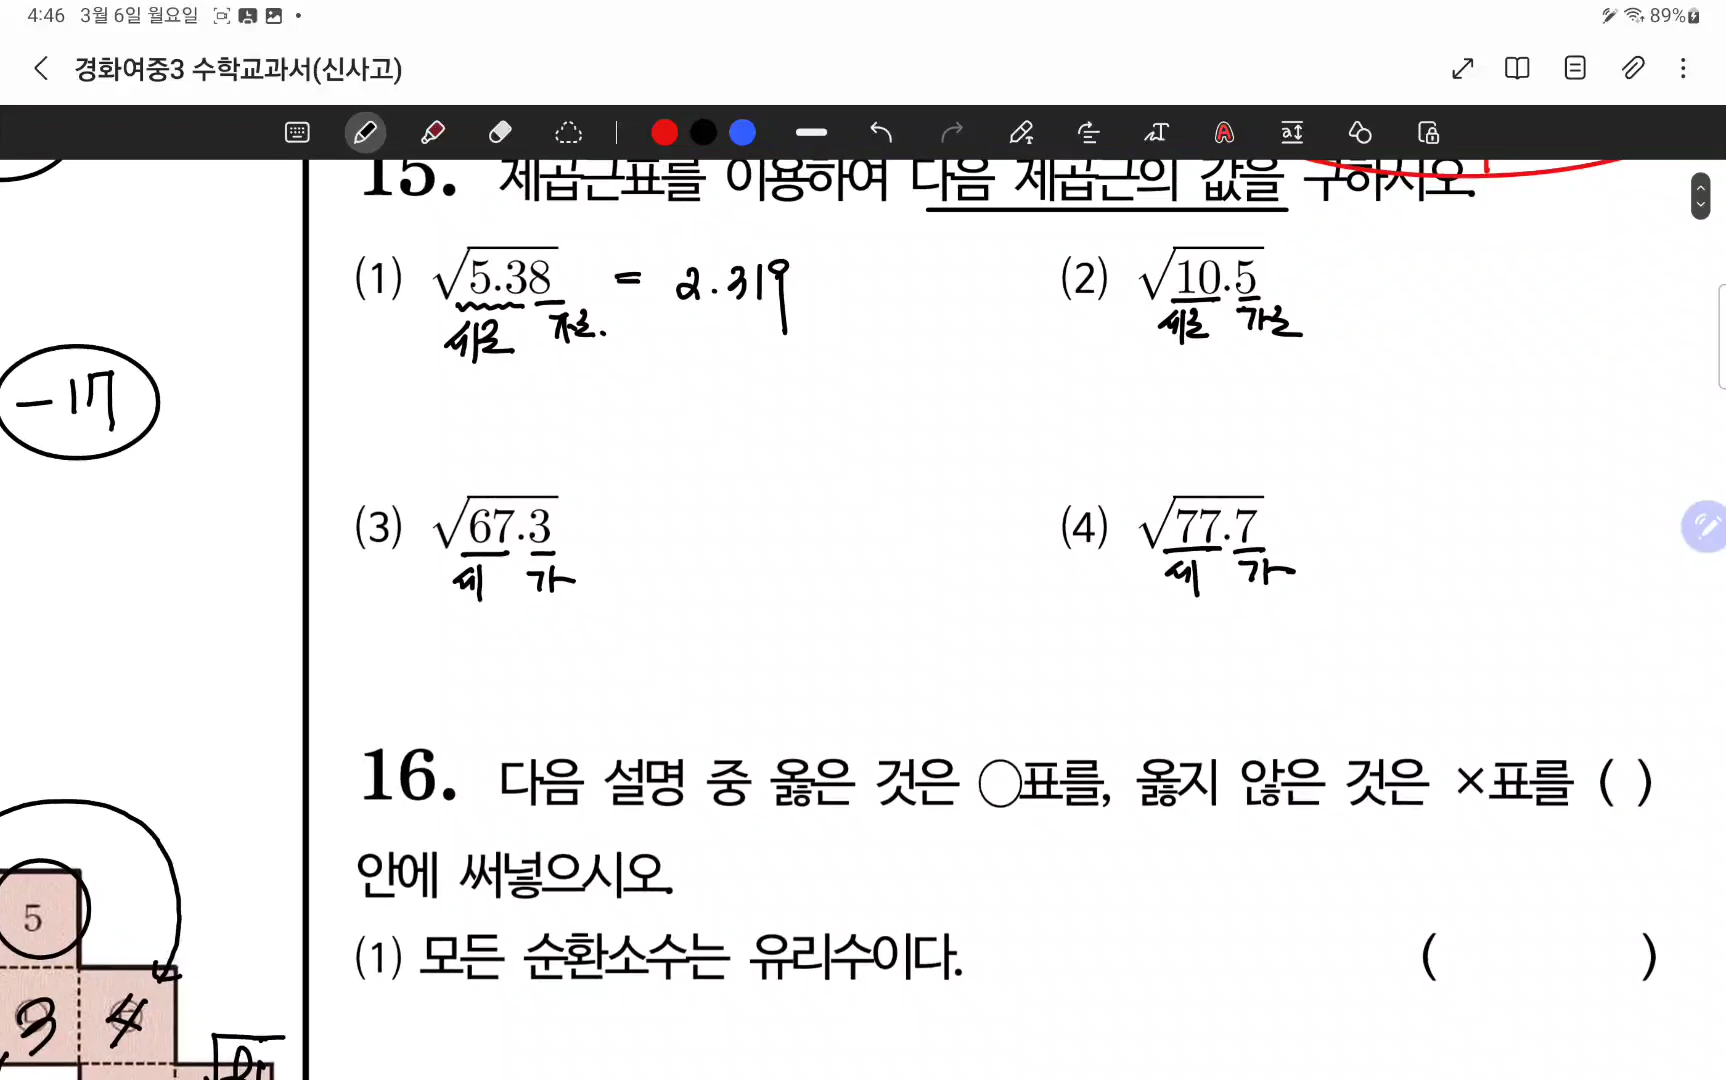 4:46 3월 6일 월요일
89%
경화여중3 수학교과서(신사고)
15. 제곱근표를 이용하여 다음 제곱근의 값을 구하시오.
(1) √5.38 = 2.319
세로 가로.
(2) √10.5
세로 가로
-17
(3) √67.3
세 가
(4) √77.7
세 가
16. 다음 설명 중 옳은 것은 ○표를, 옳지 않은 것은 ×표를 ( )
안에 써넣으시오.
5
(1) 모든 순환소수는 유리수이다. ( )
3 4